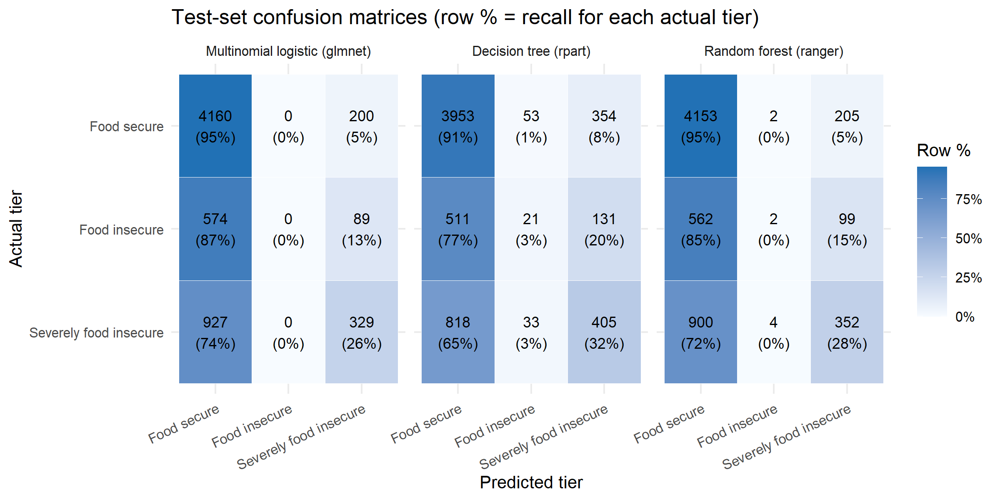 Test-set confusion matrices (row % = recall for each actual tier)
Multinomial logistic (glmnet)
Decision tree (rpart)
Random forest (ranger)
Actual tier
Food secure
4160 0 200 3953 53 354 4153 2 205
(95%) (0%) (5%) (91%) (1%) (8%) (95%) (0%) (5%)
Food insecure
574 0 89 511 21 131 562 2 99
(87%) (0%) (13%) (77%) (3%) (20%) (85%) (0%) (15%)
Severely food insecure
927 0 329 818 33 405 900 4 352
(74%) (0%) (26%) (65%) (3%) (32%) (72%) (0%) (28%)
Food secure
Food insecure
Severely food insecure
Food secure
Food insecure
Severely food insecure
Food secure
Food insecure
Severely food insecure
Predicted tier
Row %
75%
50%
25%
0%